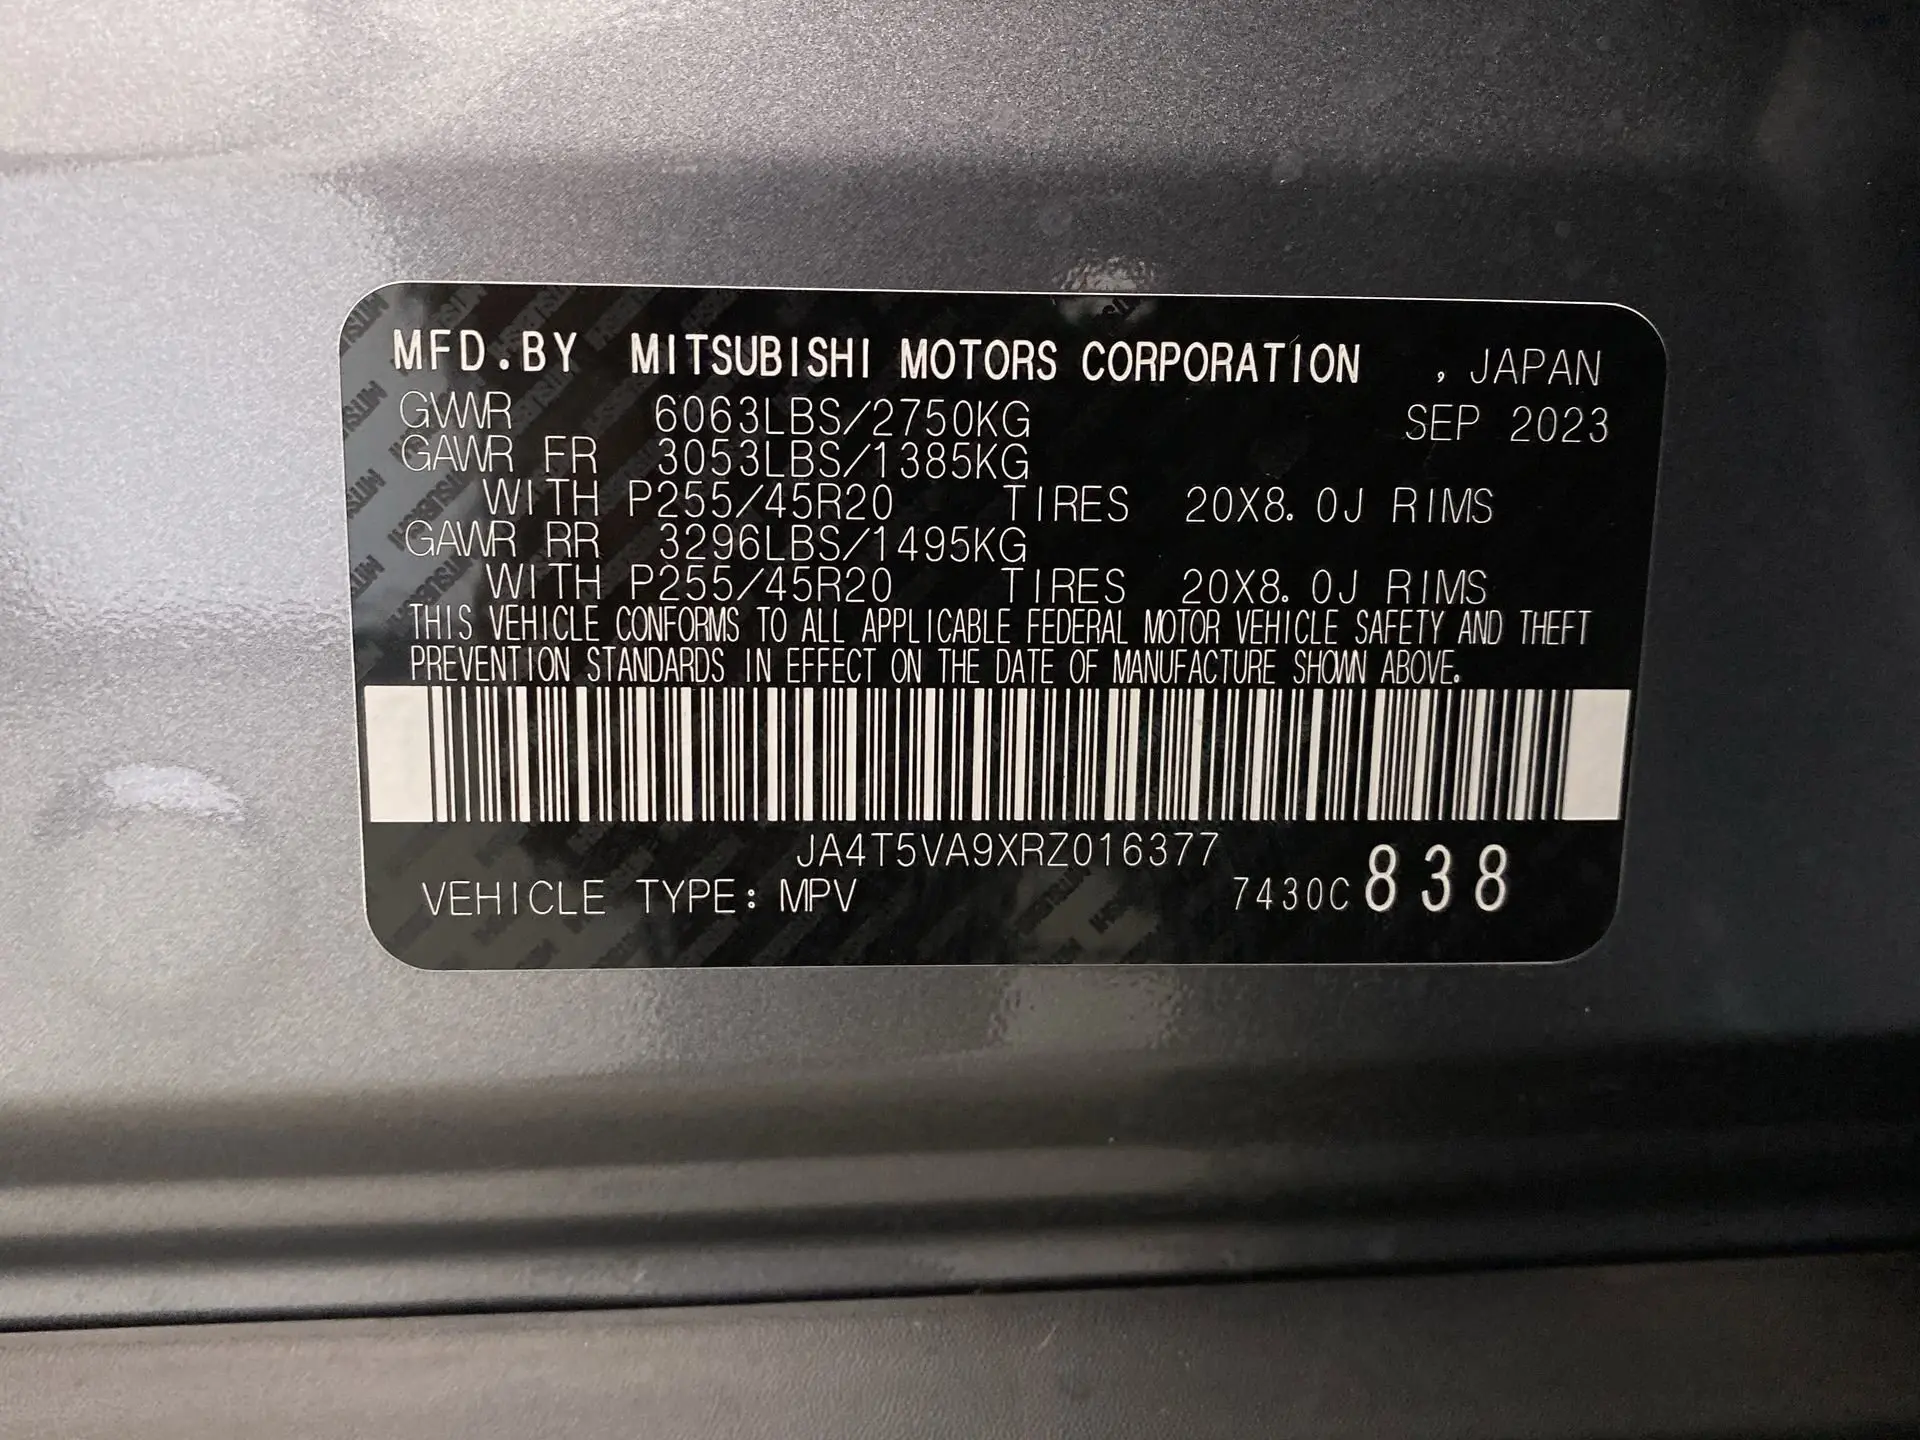 MFD.BY MITSUBISHI MOTORS CORPORATION , JAPAN
GVWR 6063LBS/2750KG SEP 2023
GAWR FR 3053LBS/1385KG
WITH P255/45R20 TIRES 20X8.0J RIMS
GAWR RR 3296LBS/1495KG
WITH P255/45R20 TIRES 20X8.0J RIMS
THIS VEHICLE CONFORMS TO ALL APPLICABLE FEDERAL MOTOR VEHICLE SAFETY AND THEFT
PREVENTION STANDARDS IN EFFECT ON THE DATE OF MANUFACTURE SHOWN ABOVE.
JA4T5VA9XRZ016377
VEHICLE TYPE: MPV 7430C 838